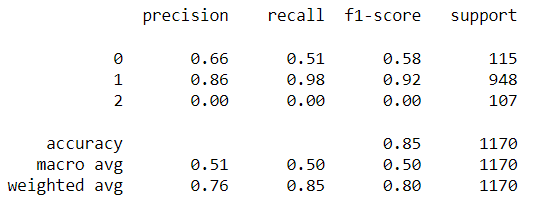 precision recall f1-score support
0 0.66 0.51 0.58 115
1 0.86 0.98 0.92 948
2 0.00 0.00 0.00 107
accuracy 0.85 1170
macro avg 0.51 0.50 0.50 1170
weighted avg 0.76 0.85 0.80 1170